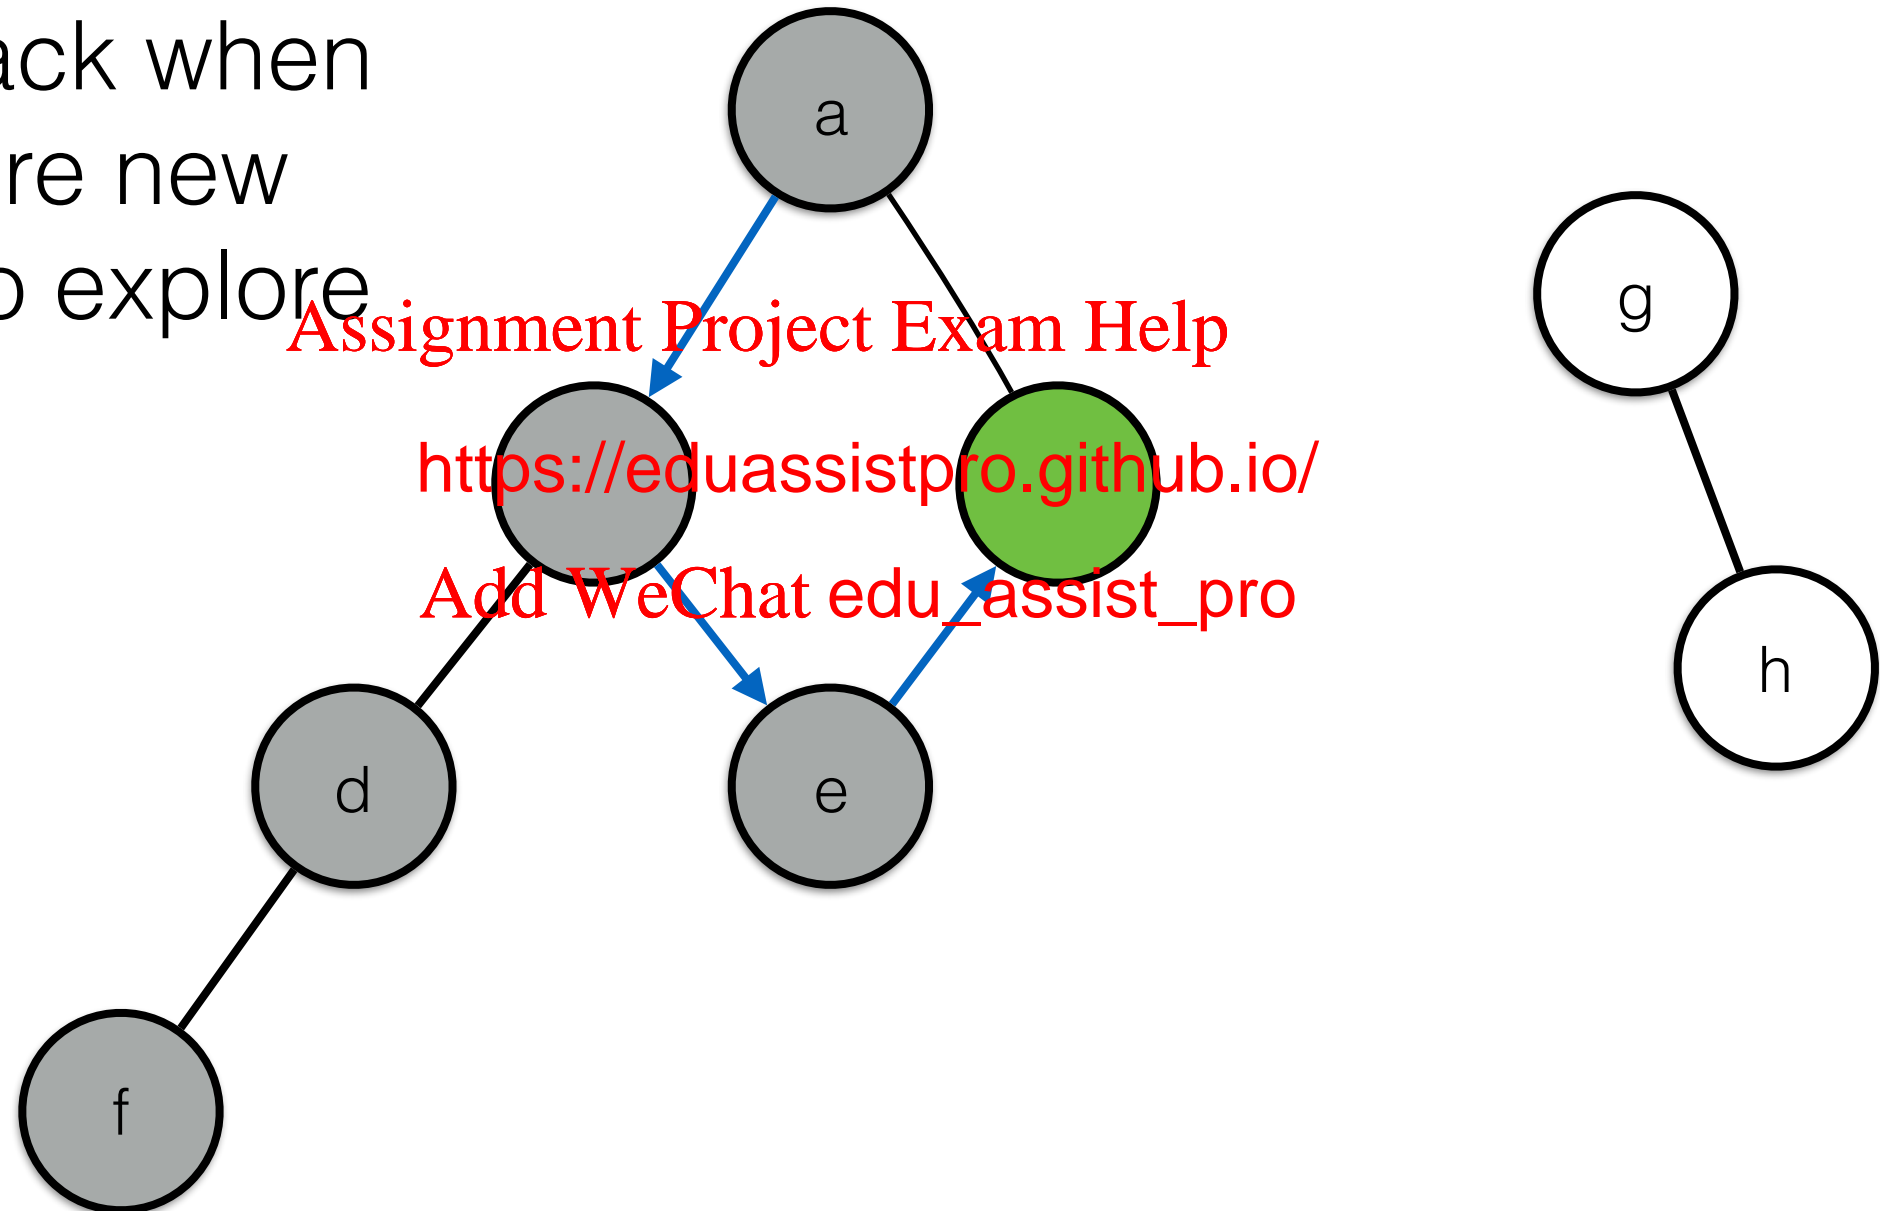 ack when
re new
o explore
a
g
Assignment Project Exam Help
https://eduassistpro.github.io/
Add WeChat edu_assist_pro
h
d
e
f